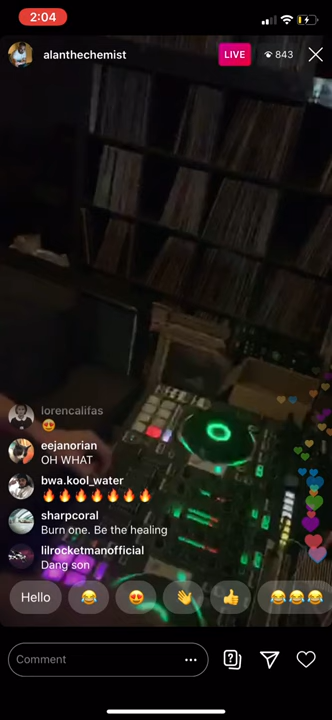 2:04
alanthechemist
LIVE
843
lorencalifas
😍
eejanorian
OH WHAT
bwa.kool_water
🔥🔥🔥🔥🔥🔥🔥
sharpcoral
Burn one. Be the healing
lilrocketmanofficial
Dang son
Hello 😂 😍 👋 👍 😂😂😂
Comment